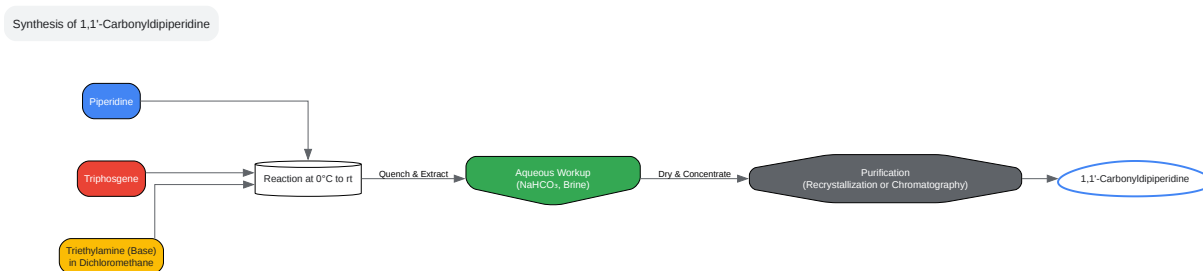 Synthesis of 1,1'-Carbonyldipiperidine
Piperidine
Triphosgene
Triethylamine (Base)
in Dichloromethane
Reaction at 0°C to rt
Quench & Extract
Aqueous Workup
(NaHCO₃, Brine)
Dry & Concentrate
Purification
(Recrystallization or Chromatography)
1,1'-Carbonyldipiperidine